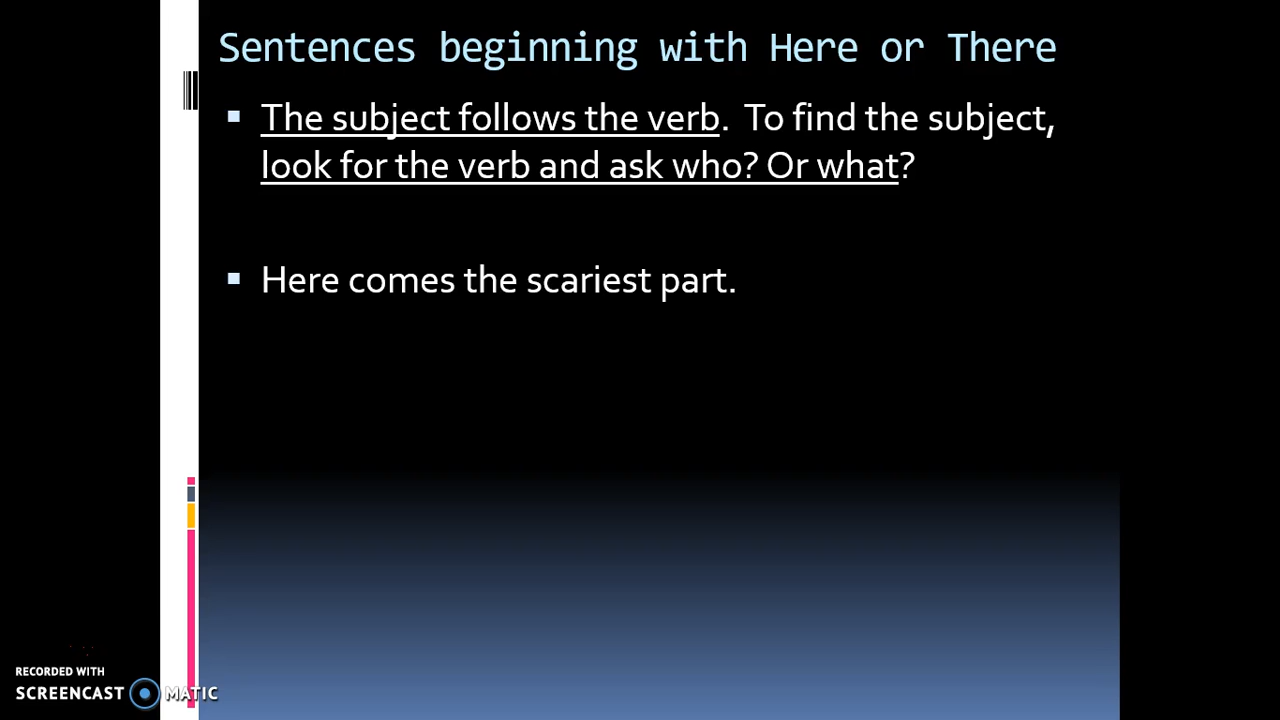 Sentences beginning with Here or There
The subject follows the verb. To find the subject,
look for the verb and ask who? Or what?
Here comes the scariest part.
RECORDED WITH
SCREENCAST MATIC